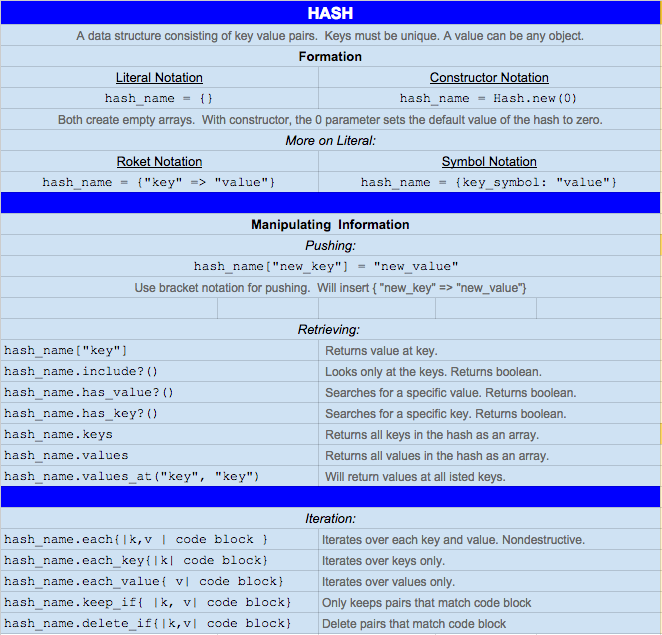 HASH
A data structure consisting of key value pairs. Keys must be unique. A value can be any object.
Formation
Literal Notation Constructor Notation
hash_name = {} hash_name = Hash.new(0)
Both create empty arrays. With constructor, the 0 parameter sets the default value of the hash to zero.
More on Literal:
Roket Notation Symbol Notation
hash_name = {"key" => "value"} hash_name = {key_symbol: "value"}
Manipulating Information
Pushing:
hash_name["new_key"] = "new_value"
Use bracket notation for pushing. Will insert { "new_key" => "new_value"}
Retrieving:
hash_name["key"] Returns value at key.
hash_name.include?() Looks only at the keys. Returns boolean.
hash_name.has_value?() Searches for a specific value. Returns boolean.
hash_name.has_key?() Searches for a specific key. Returns boolean.
hash_name.keys Returns all keys in the hash as an array.
hash_name.values Returns all values in the hash as an array.
hash_name.values_at("key", "key") Will return values at all isted keys.
Iteration:
hash_name.each{|k,v | code block } Iterates over each key and value. Nondestructive.
hash_name.each_key{|k| code block} Iterates over keys only.
hash_name.each_value{ v| code block} Iterates over values only.
hash_name.keep_if{ |k, v| code block} Only keeps pairs that match code block
hash_name.delete_if{|k,v| code block} Delete pairs that match code block